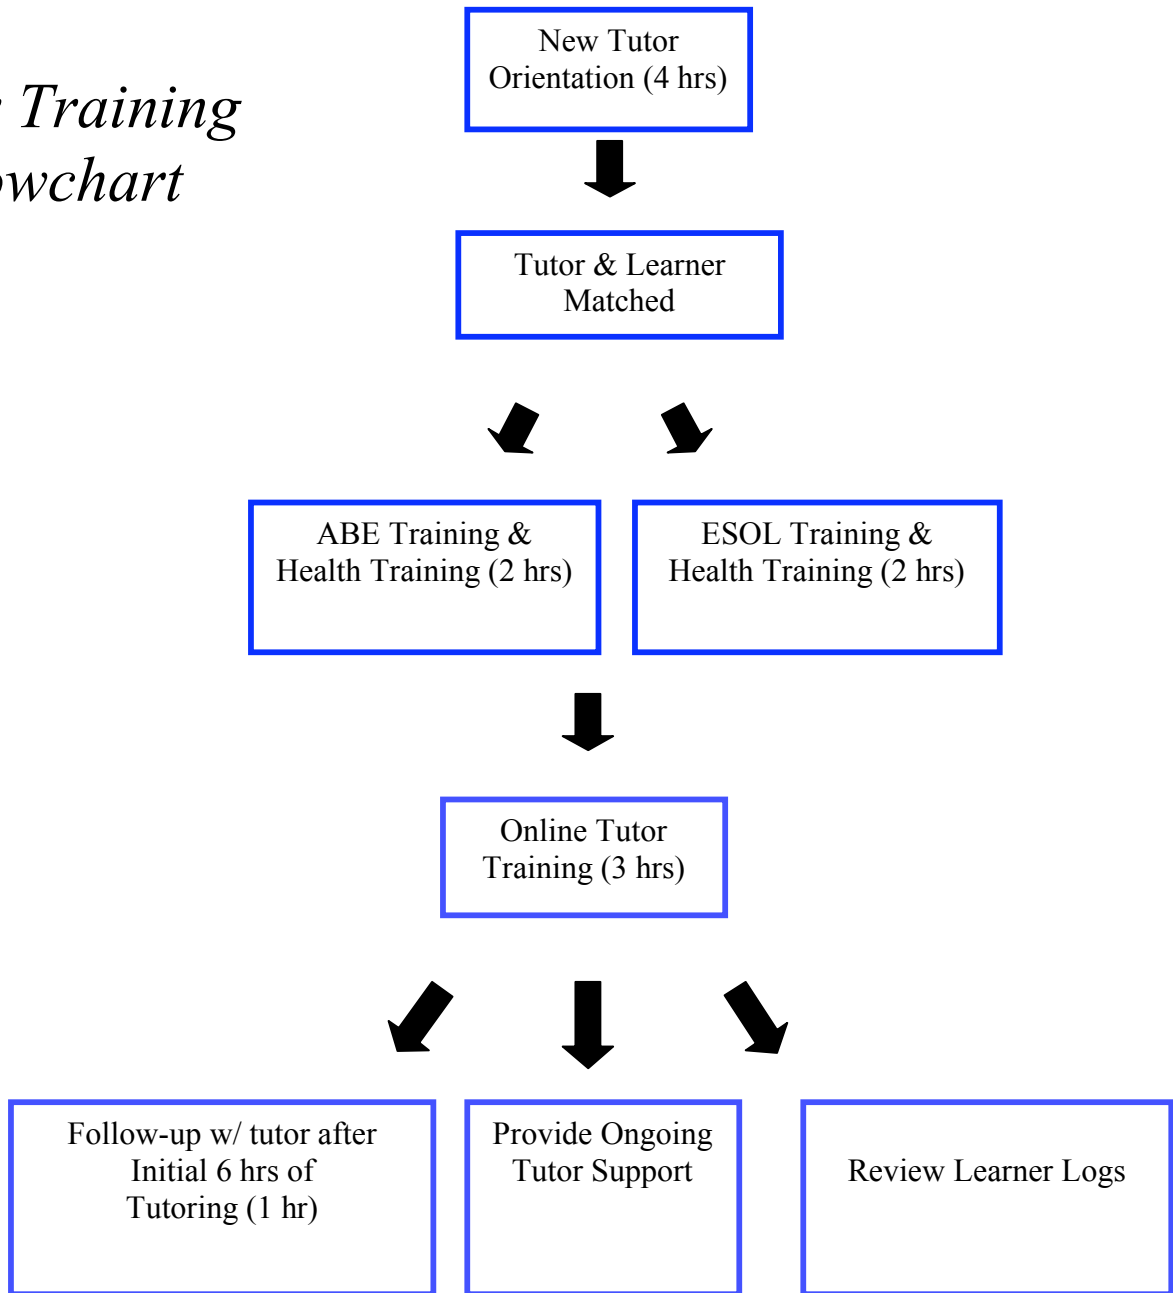 New Tutor
Orientation (4 hrs)
Training
Tutor & Learner
Matched
ABE Training &
Health Training (2 hrs)
ESOL Training &
Health Training (2 hrs)
Online Tutor
Training (3 hrs)
Follow-up w/ tutor after
Initial 6 hrs of
Tutoring (1 hr)
Provide Ongoing
Tutor Support
Review Learner Logs